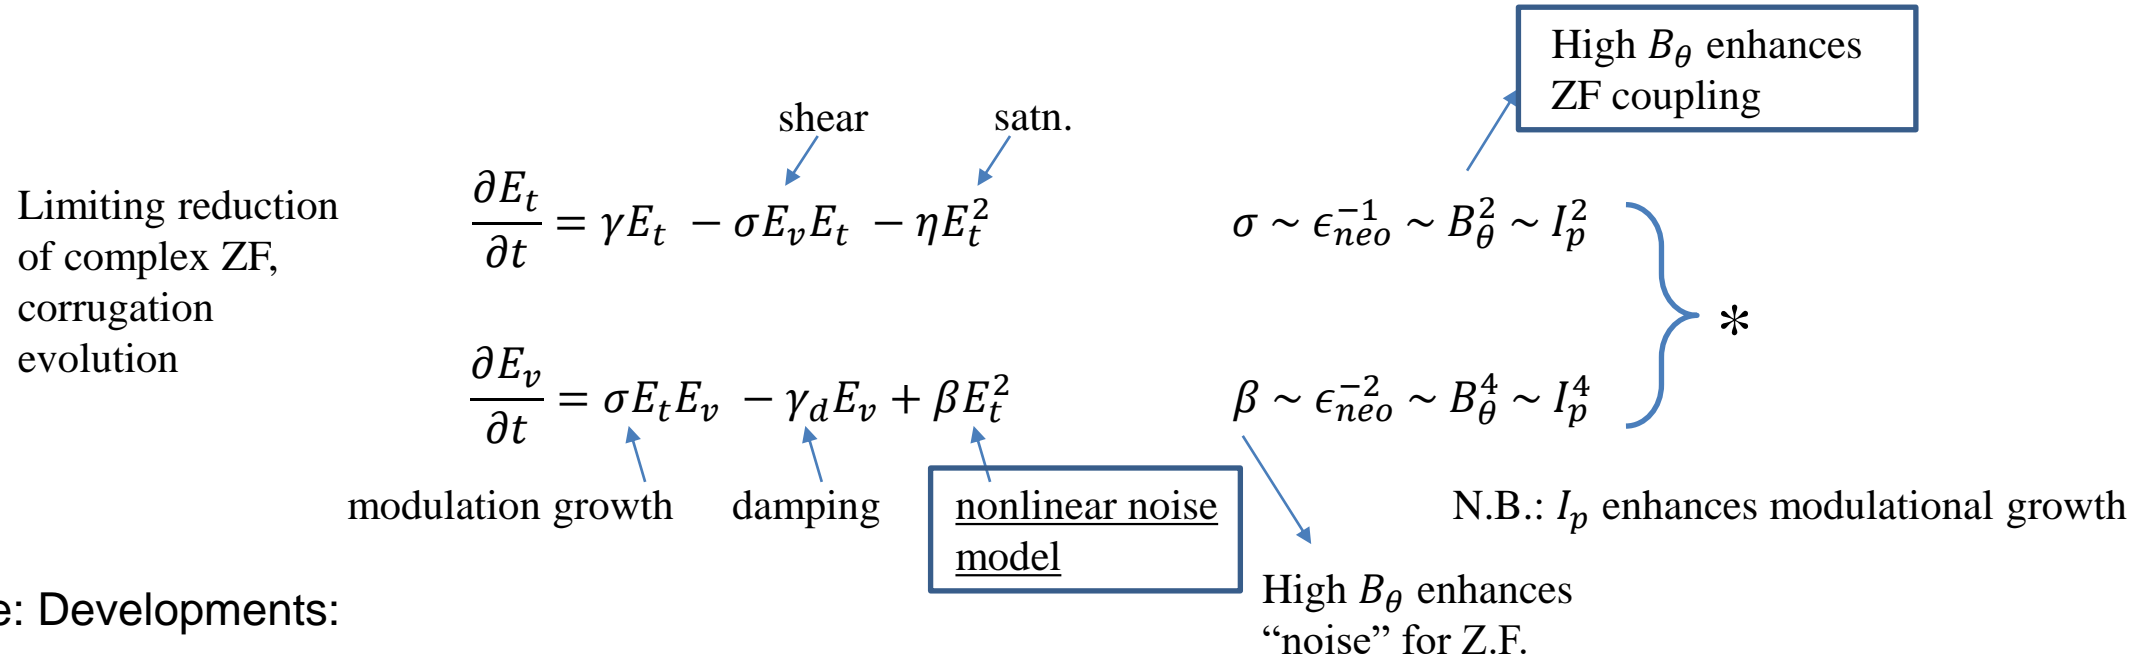 High B_θ enhances
ZF coupling
shear satn.
Limiting reduction
of complex ZF,
corrugation
evolution
∂E_t/∂t = γE_t − σE_vE_t − ηE_t^2
σ ~ ϵ_neo^−1 ~ B_θ^2 ~ I_p^2
*
∂E_v/∂t = σE_tE_v − γ_dE_v + βE_t^2
β ~ ϵ_neo^−2 ~ B_θ^4 ~ I_p^4
modulation growth damping
nonlinear noise
model
N.B.: I_p enhances modulational growth
High B_θ enhances
“noise” for Z.F.
e: Developments: